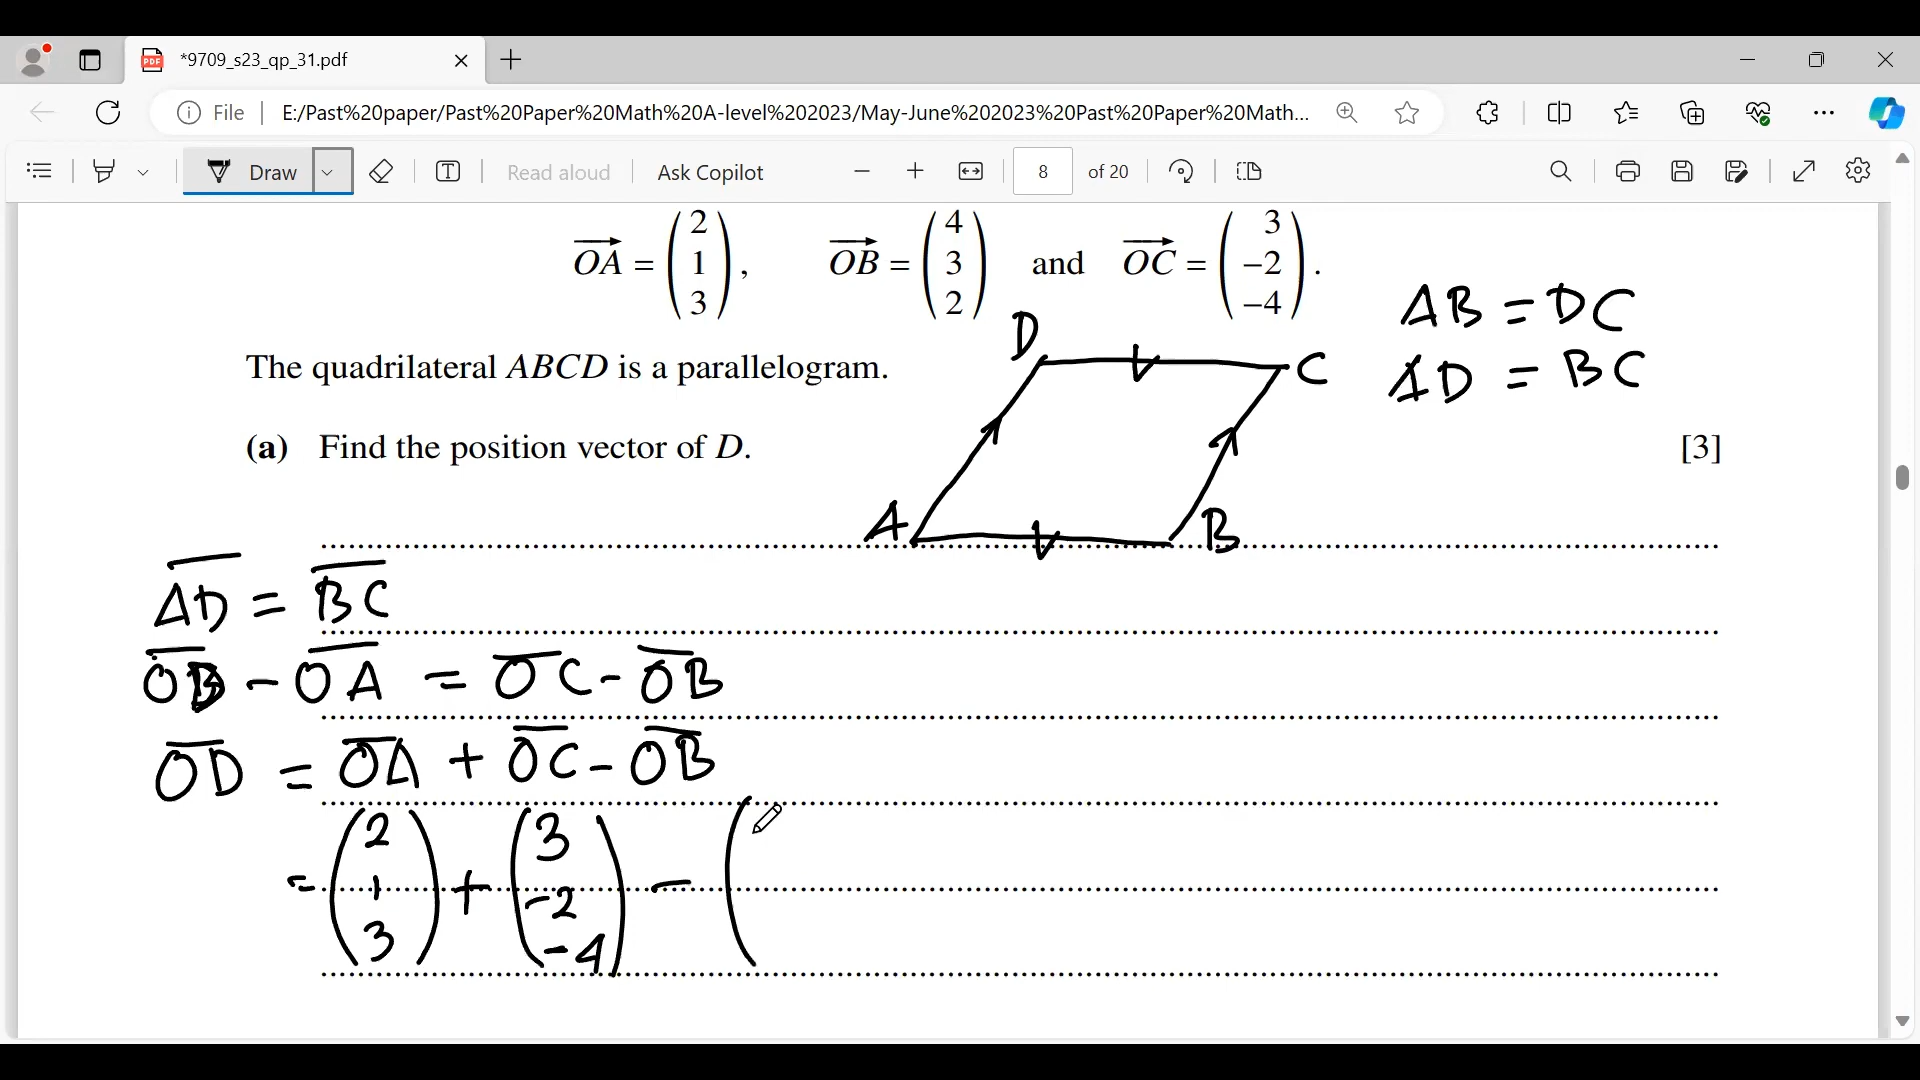 *9709_s23_qp_31.pdf
File
E:/Past%20paper/Past%20Paper%20Math%20A-level%202023/May-June%202023%20Past%20Paper%20Math...
Draw
Read aloud
Ask Copilot
8 of 20
OA = (2 1 3), OB = (4 3 2) and OC = (3 −2 −4).
AB = DC
The quadrilateral ABCD is a parallelogram.
AD = BC
D C
(a) Find the position vector of D. [3]
A B
AD = BC
OD - OA = OC - OB
OD = OA + OC - OB
= (2 1 3) + (3 -2 -4) - (